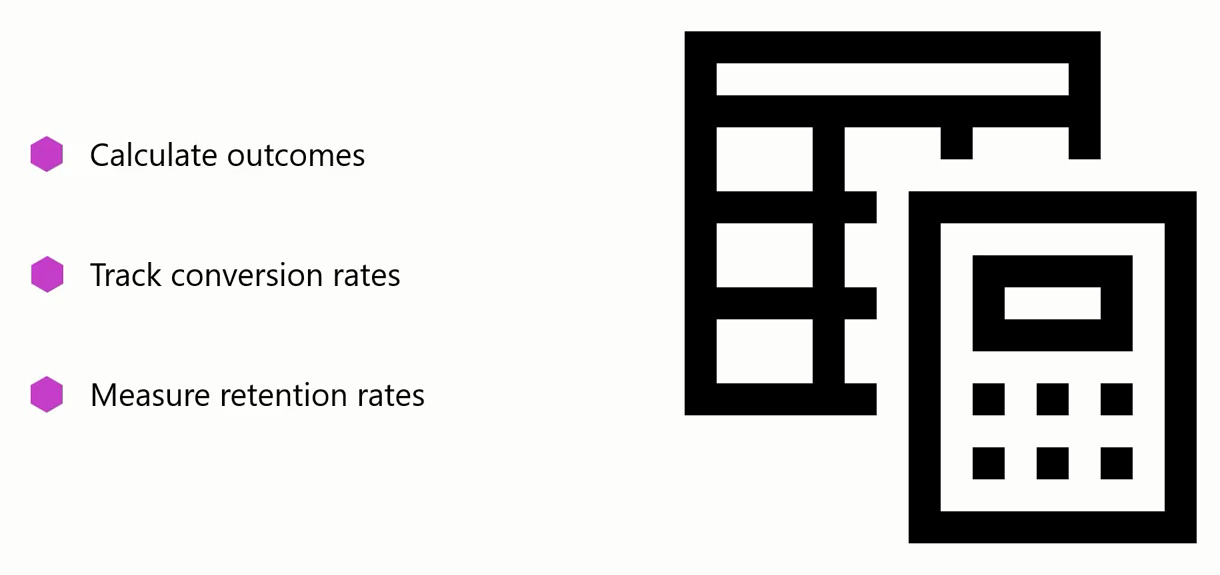 Calculate outcomes
Track conversion rates
Measure retention rates